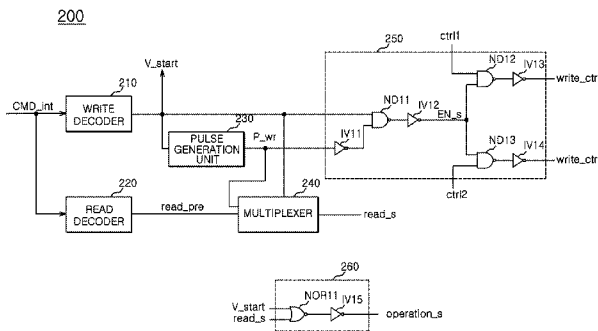 200
ctrl1
250
ND12
IV13
write_ctr
V_start
210
CMD_int
WRITE
DECODER
230
ND11
IV12
EN_s
PULSE
GENERATION
UNIT
P_wr
IV11
ND13
IV14
write_ctr
220
240
ctrl2
READ
DECODER
read_pre
MULTIPLEXER
read_s
260
NOR11
IV15
V_start
read_s
operation_s